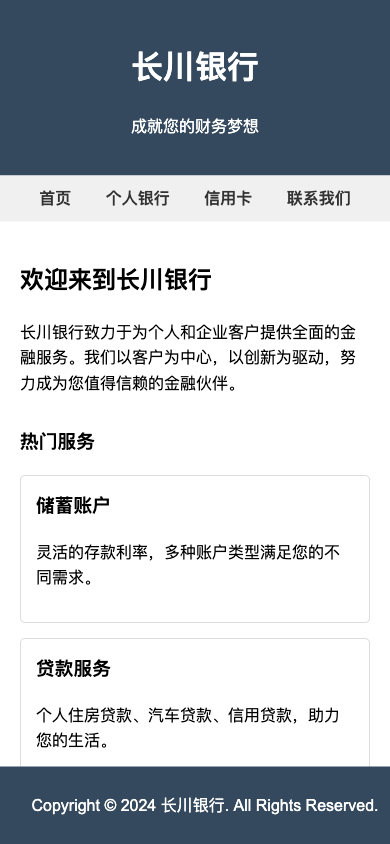 长川银行
成就您的财务梦想
首页 个人银行 信用卡 联系我们
欢迎来到长川银行
长川银行致力于为个人和企业客户提供全面的金
融服务。我们以客户为中心，以创新为驱动，努
力成为您值得信赖的金融伙伴。
热门服务
储蓄账户
灵活的存款利率，多种账户类型满足您的不
同需求。
贷款服务
个人住房贷款、汽车贷款、信用贷款，助力
您的生活。
Copyright © 2024 长川银行. All Rights Reserved.